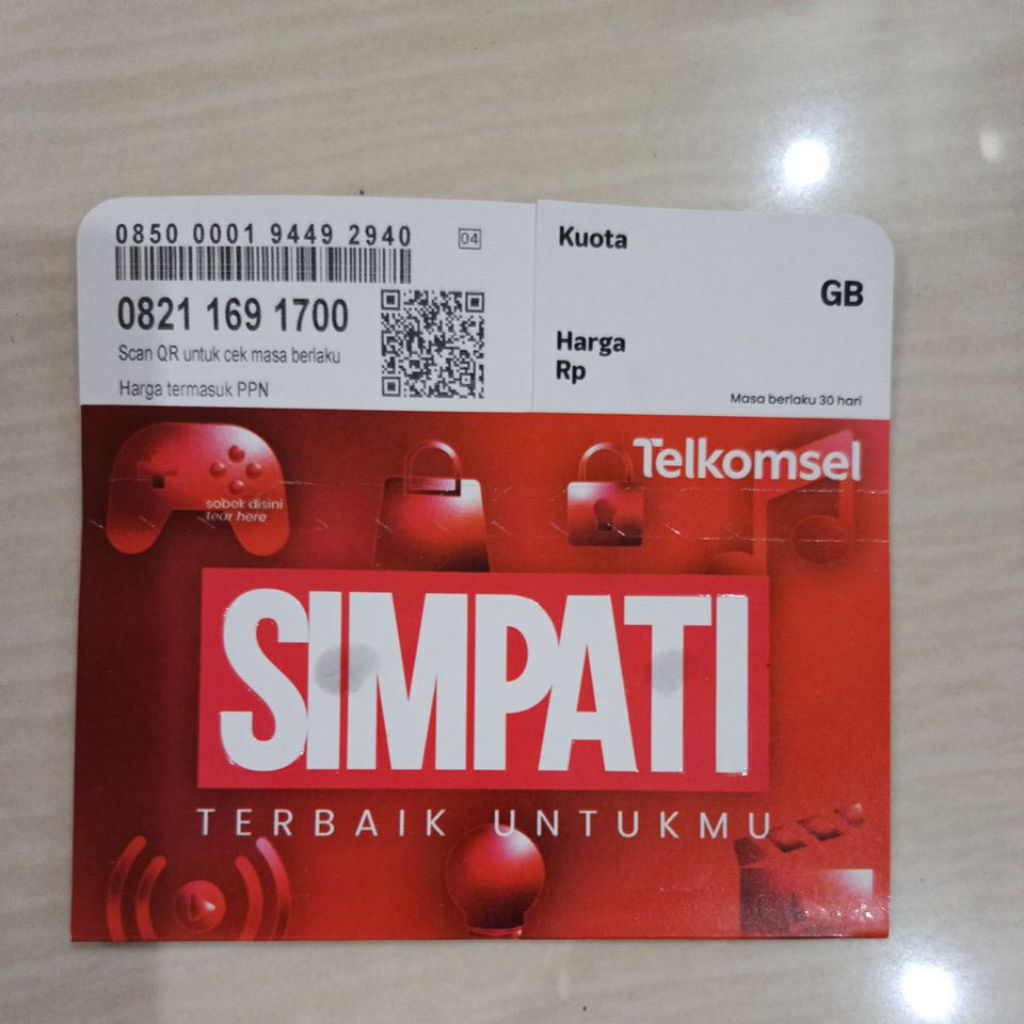 0850 0001 9449 2940
04
0821 169 1700
Scan QR untuk cek masa berlaku
Harga termasuk PPN
Kuota
GB
Harga
Rp
Masa berlaku 30 hari
Telkomsel
sobek disini
tear here
SIMPATI
TERBAIK UNTUKMU